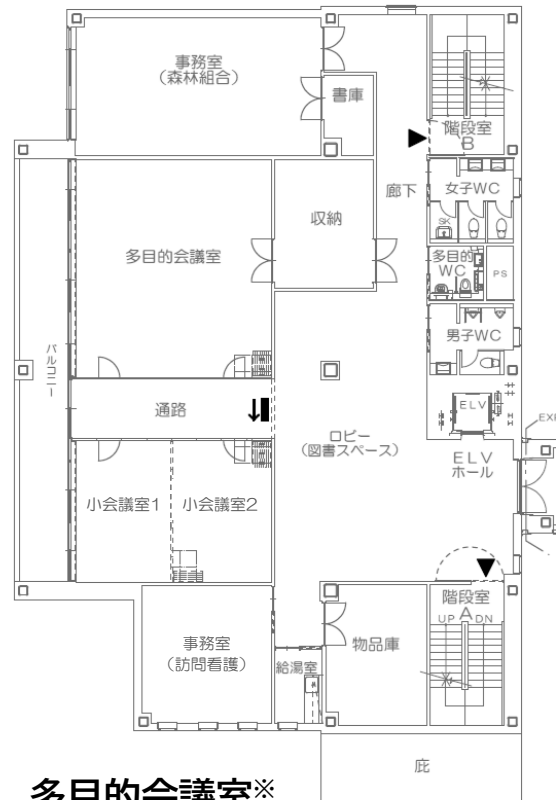 事務室
（森林組合）
書庫
階段室
B
廊下
女子WC
SK
収納
多目的会議室
多目的
WC
PS
男子WC
バルコニー
通路
ELV
ロビー
（図書スペース）
ELV
ホール
小会議室1
小会議室2
階段室
UP A DN
事務室
（訪問看護）
給湯室
物品庫
庇
多目的会議室※